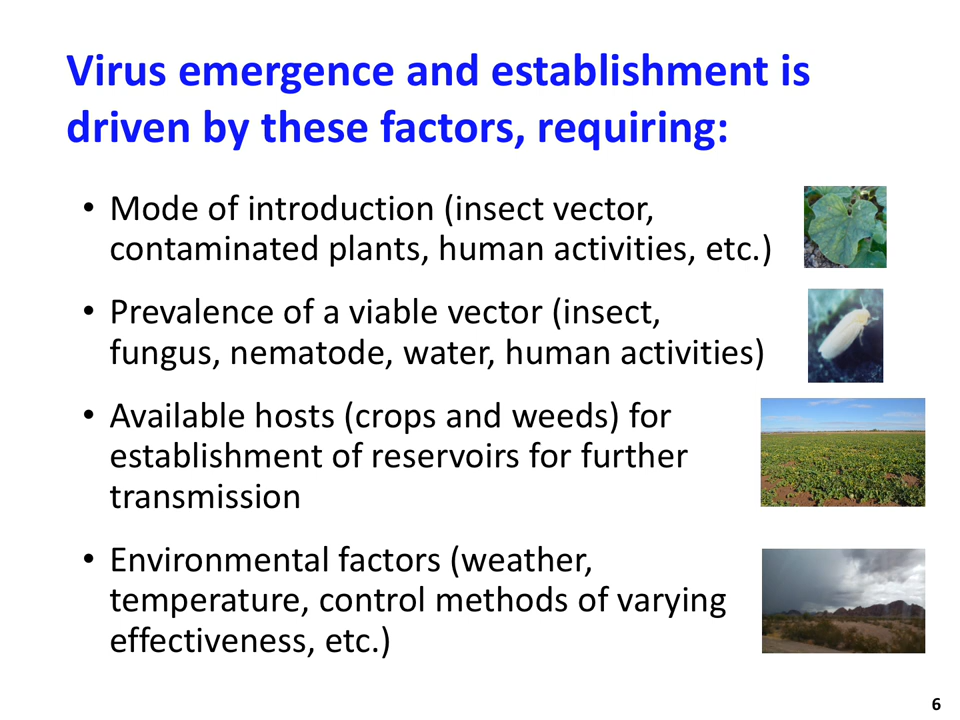 Virus emergence and establishment is
driven by these factors, requiring:
• Mode of introduction (insect vector,
contaminated plants, human activities, etc.)
• Prevalence of a viable vector (insect,
fungus, nematode, water, human activities)
• Available hosts (crops and weeds) for
establishment of reservoirs for further
transmission
• Environmental factors (weather,
temperature, control methods of varying
effectiveness, etc.)
6